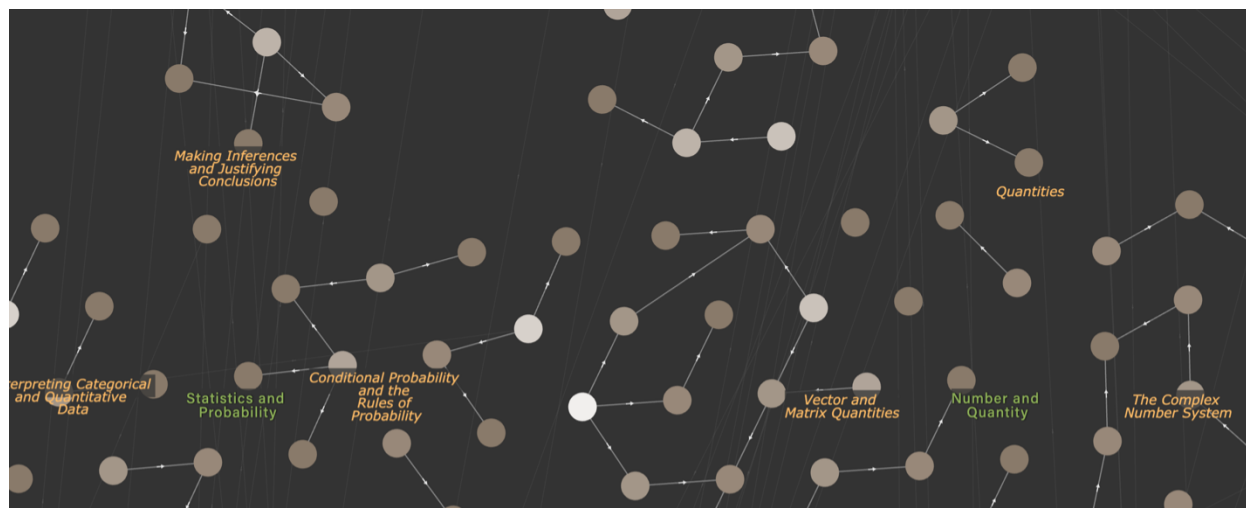 Making Inferences
and Justifying
Conclusions
Quantities
and Quantitative
Data
Categorical
Statistics and
Probability
Conditional Probability
and the
Rules of
Probability
Vector and
Matrix Quantities
Number and
Quantity
The Complex
Number System